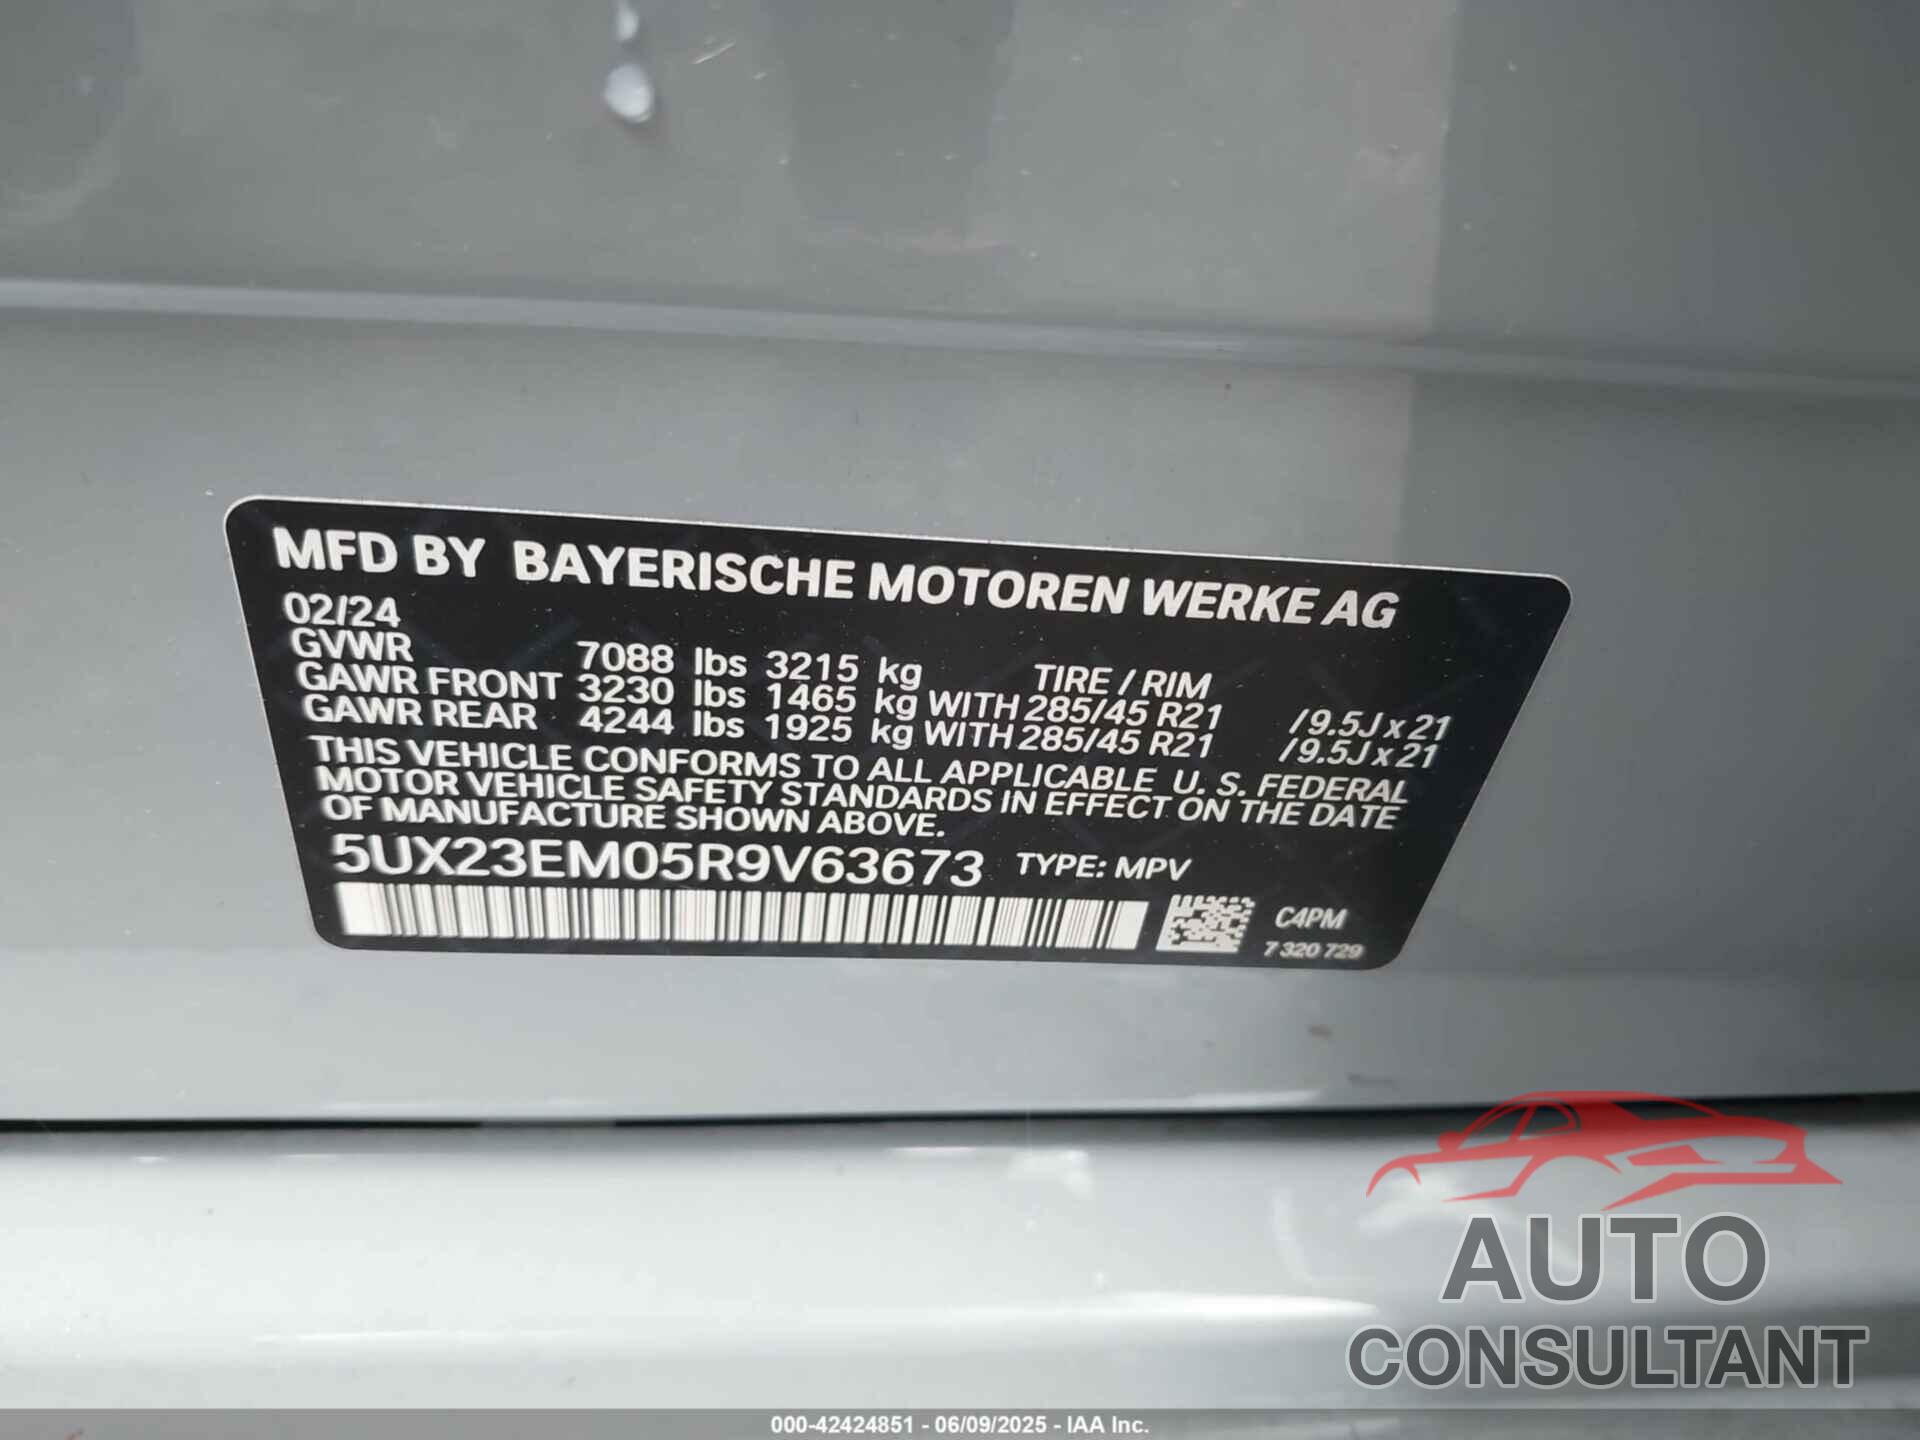 MFD BY BAYERISCHE MOTOREN WERKE AG
02/24
GVWR 7088 lbs 3215 kg TIRE / RIM
GAWR FRONT 3230 lbs 1465 kg WITH 285/45 R21 /9.5J x 21
GAWR REAR 4244 lbs 1925 kg WITH 285/45 R21 /9.5J x 21
THIS VEHICLE CONFORMS TO ALL APPLICABLE U. S. FEDERAL
MOTOR VEHICLE SAFETY STANDARDS IN EFFECT ON THE DATE
OF MANUFACTURE SHOWN ABOVE.
5UX23EM05R9V63673 TYPE: MPV
C4PM
7 320 729
AUTO
CONSULTANT
000-42424851 - 06/09/2025 - IAA Inc.